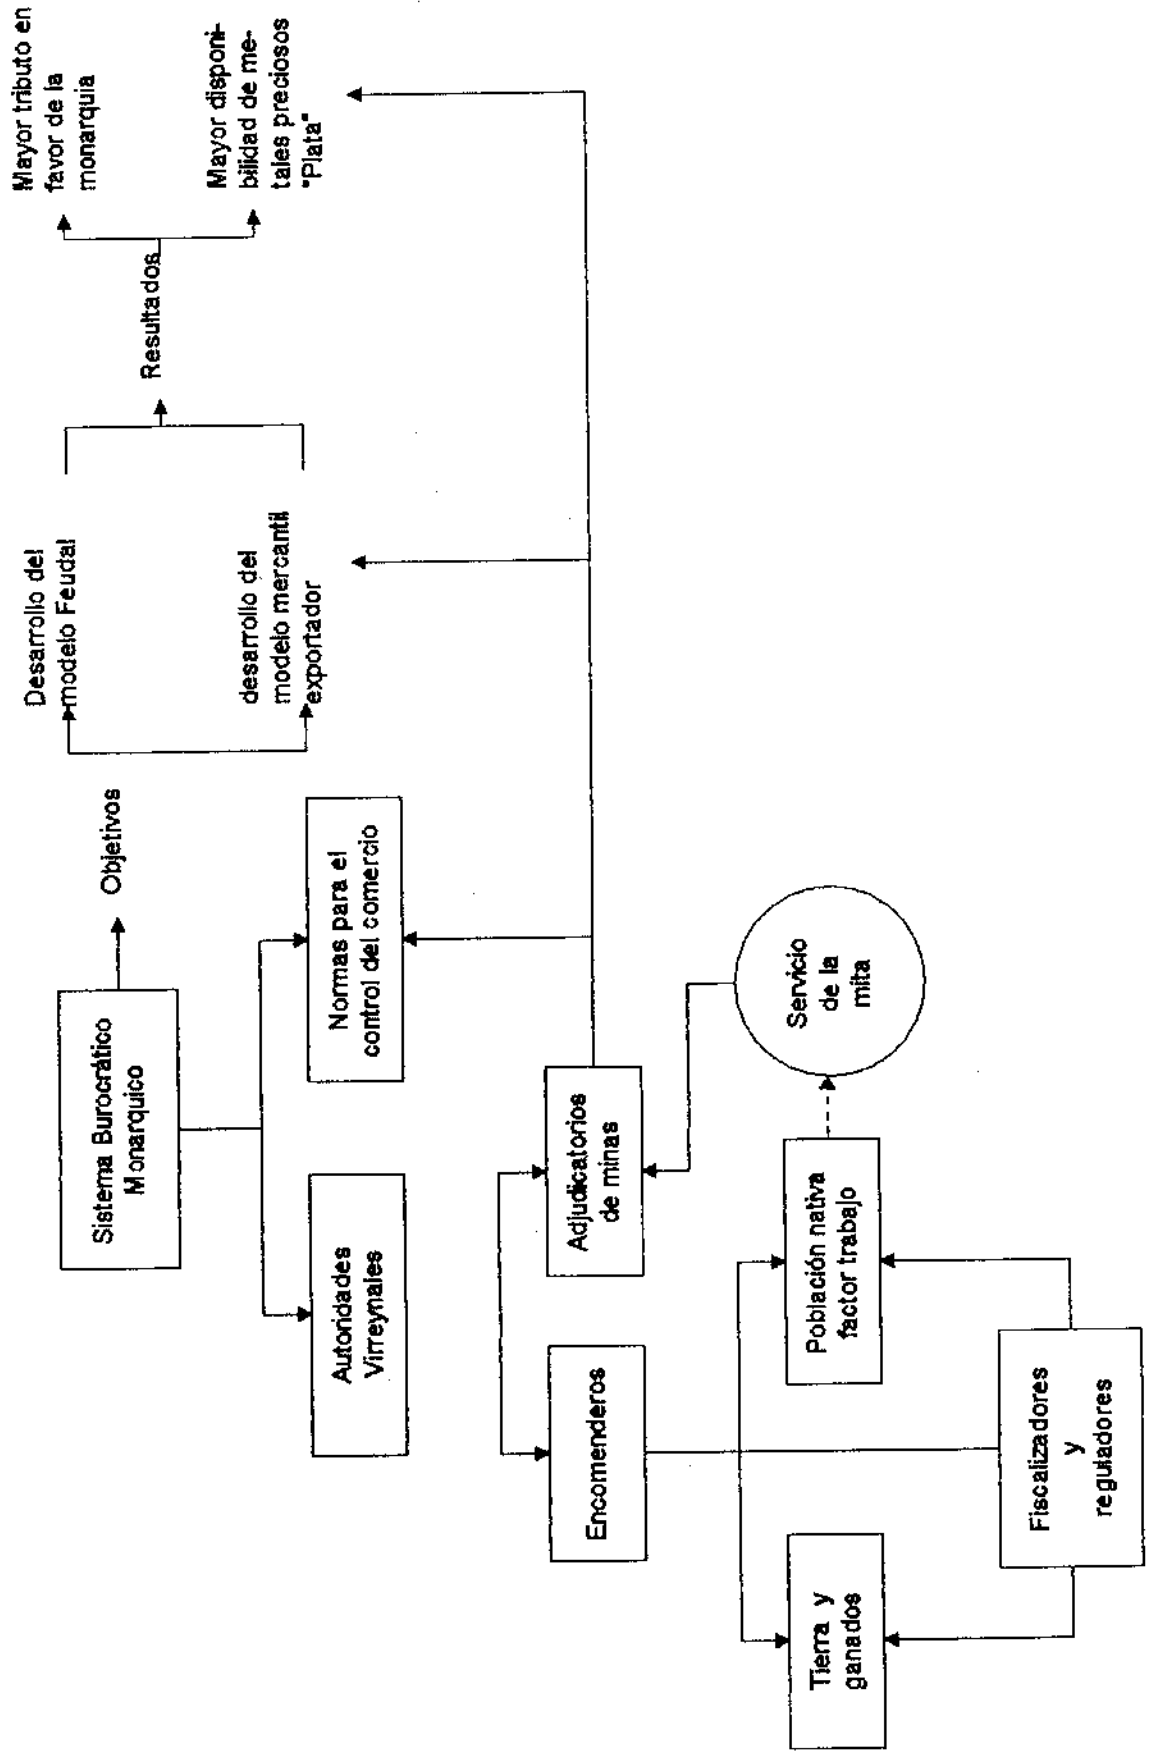 Sistema Burocrático
Monarquico
Objetivos
Desarrollo del
modelo Feudal
desarrollo del
modelo mercantil
exportador
Resultados
Mayor tributo en
favor de la
monarquia
Mayor disponi-
bilidad de me-
tales preciosos
"Plata"
Autoridades
Virreynales
Normas para el
control del comercio
Encomenderos
Adjudicatorios
de minas
Tierra y
ganados
Población nativa
factor trabajo
Servicio
de la
mita
Fiscalizadores
y
reguladores